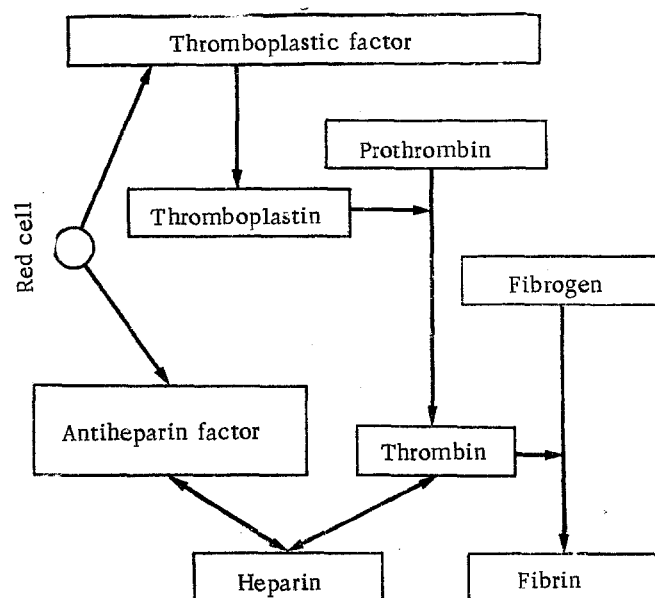 Thromboplastic factor
Prothrombin
Thromboplastin
Red cell
Fibrogen
Antiheparin factor
Thrombin
Heparin
Fibrin